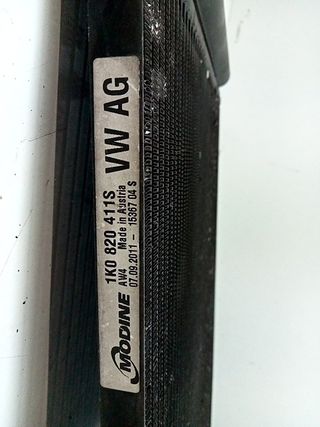 MODINE
1K0 820 411S
AW4 Made in Austria
07.09.2011 - 15367 04 S
VW AG